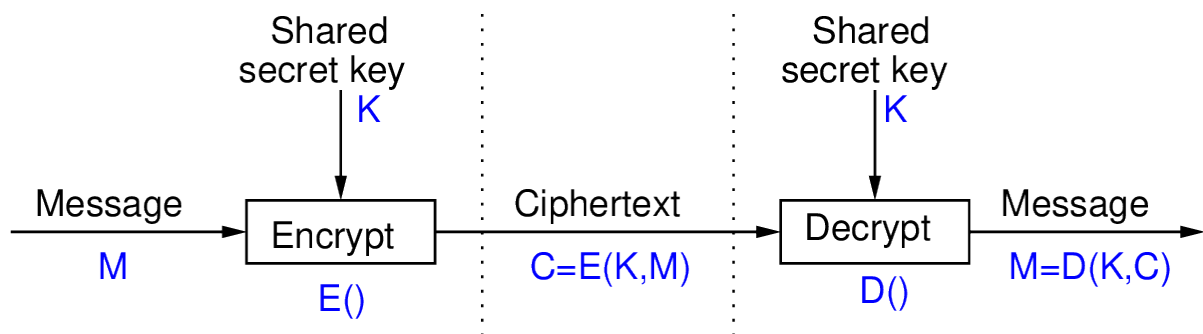 Shared
secret key
K
Shared
secret key
K
Message
Ciphertext
Message
Encrypt
Decrypt
M
C=E(K,M)
M=D(K,C)
E()
D()